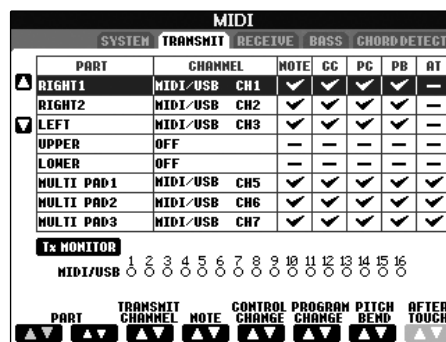 MIDI
SYSTEM TRANSMIT RECEIVE BASS CHORD DETECT
PART CHANNEL NOTE CC PC PB AT
RIGHT1 MIDI/USB CH1
RIGHT2 MIDI/USB CH2
LEFT MIDI/USB CH3
UPPER OFF
LOWER OFF
MULTI PAD1 MIDI/USB CH5
MULTI PAD2 MIDI/USB CH6
MULTI PAD3 MIDI/USB CH7
Tx MONITOR
1 2 3 4 5 6 7 8 9 10 11 12 13 14 15 16
MIDI/USB
PART TRANSMIT CHANNEL NOTE CONTROL CHANGE PROGRAM CHANGE PITCH BEND AFTER TOUCH